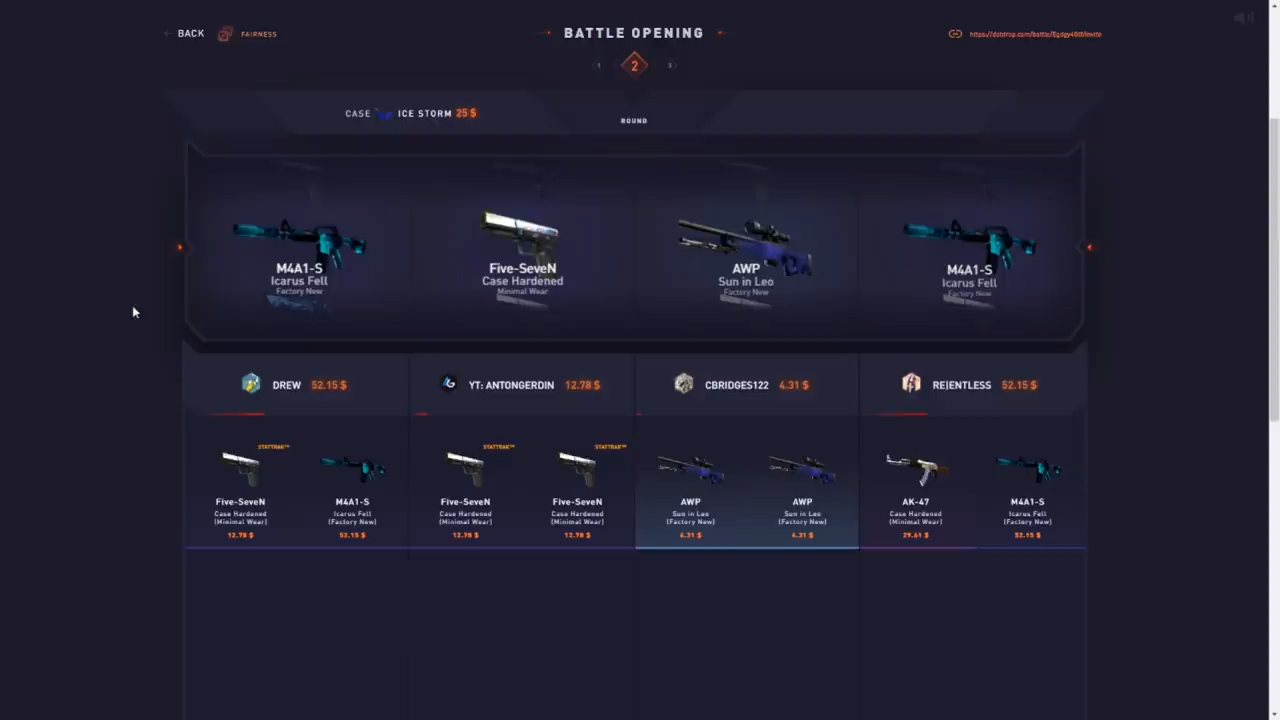 ← BACK
FAIRNESS
BATTLE OPENING
1
2
3
CASE ICE STORM 25 $
ROUND
M4A1-S
Icarus Fell
Factory New
Five-SeveN
Case Hardened
Minimal Wear
AWP
Sun in Leo
Factory New
M4A1-S
Icarus Fell
Factory New
DREW 52.15 $
YT: ANTONGERDIN 12.78 $
CBRIDGES122 4.31 $
RE|ENTLESS 52.15 $
STATTRAK™
Five-SeveN
Case Hardened
(Minimal Wear)
12.78 $
M4A1-S
Icarus Fell
(Factory New)
52.15 $
STATTRAK™
Five-SeveN
Case Hardened
(Minimal Wear)
12.78 $
STATTRAK™
Five-SeveN
Case Hardened
(Minimal Wear)
12.78 $
AWP
Sun in Leo
(Factory New)
4.31 $
AWP
Sun in Leo
(Factory New)
4.31 $
AK-47
Case Hardened
(Minimal Wear)
29.61 $
M4A1-S
Icarus Fell
(Factory New)
52.15 $